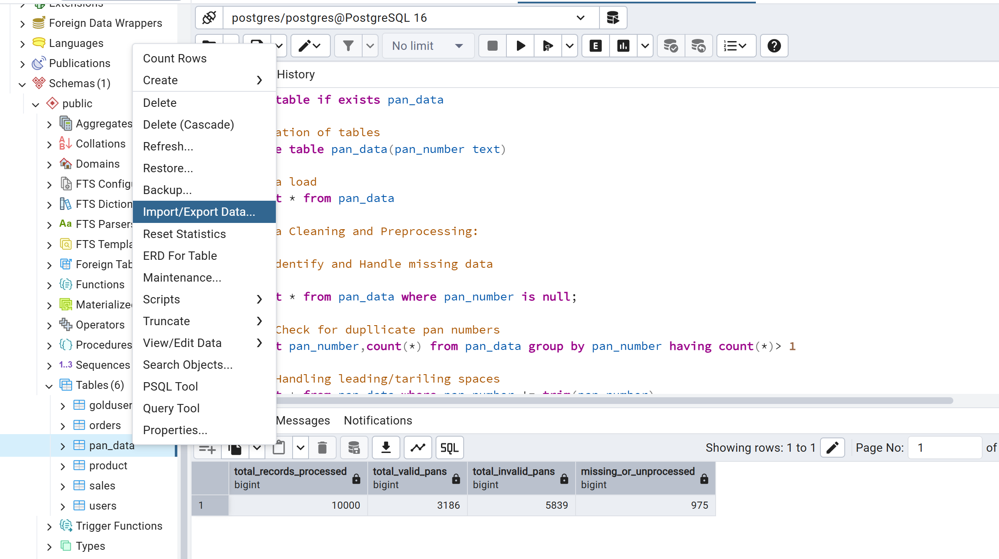 Extensions
Foreign Data Wrappers
Languages
Publications
Schemas (1)
public
Aggregates
Collations
Domains
FTS Config
FTS Diction
FTS Parsers
FTS Templa
Foreign Tab
Functions
Materialize
Operators
Procedures
Sequences
Tables (6)
golduser
orders
pan_data
product
sales
users
Trigger Functions
Types
Count Rows
Create
Delete
Delete (Cascade)
Refresh...
Restore...
Backup...
Import/Export Data...
Reset Statistics
ERD For Table
Maintenance...
Scripts
Truncate
View/Edit Data
Search Objects...
PSQL Tool
Query Tool
Properties...
postgres/postgres@PostgreSQL 16
No limit
E
History
table if exists pan_data
ation of tables
e table pan_data(pan_number text)
a load
t * from pan_data
a Cleaning and Preprocessing:
dentify and Handle missing data
t * from pan_data where pan_number is null;
Check for dupllicate pan numbers
t pan_number,count(*) from pan_data group by pan_number having count(*)> 1
Handling leading/tariling spaces
t * from pan_data where pan_number != trim(pan_number)
Messages Notifications
SQL Showing rows: 1 to 1 Page No: 1 of
total_records_processed total_valid_pans total_invalid_pans missing_or_unprocessed
bigint bigint bigint bigint
1 10000 3186 5839 975